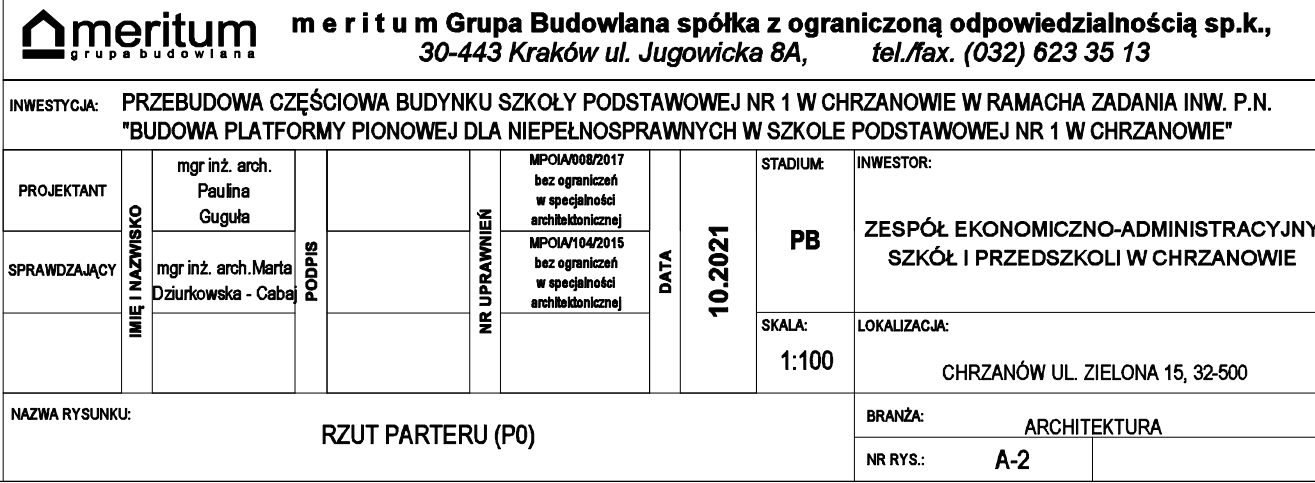 meritum
grupa budowlana
m e r i t u m Grupa Budowlana spółka z ograniczoną odpowiedzialnością sp.k.,
30-443 Kraków ul. Jugowicka 8A, tel./fax. (032) 623 35 13
INWESTYCJA: PRZEBUDOWA CZĘŚCIOWA BUDYNKU SZKOŁY PODSTAWOWEJ NR 1 W CHRZANOWIE W RAMACHA ZADANIA INW. P.N.
"BUDOWA PLATFORMY PIONOWEJ DLA NIEPEŁNOSPRAWNYCH W SZKOLE PODSTAWOWEJ NR 1 W CHRZANOWIE"
PROJEKTANT
SPRAWDZAJĄCY
IMIĘ I NAZWISKO
mgr inż. arch.
Paulina
Guguła
mgr inż. arch.Marta
Dziurkowska - Cabaj
PODPIS
NR UPRAWNIEŃ
MPOIA/008/2017
bez ograniczeń
w specjalności
architektonicznej
MPOIA/104/2015
bez ograniczeń
w specjalności
architektonicznej
DATA
10.2021
STADIUM:
PB
SKALA:
1:100
INWESTOR:
ZESPÓŁ EKONOMICZNO-ADMINISTRACYJNY
SZKÓŁ I PRZEDSZKOLI W CHRZANOWIE
LOKALIZACJA:
CHRZANÓW UL. ZIELONA 15, 32-500
NAZWA RYSUNKU:
RZUT PARTERU (P0)
BRANŻA:
ARCHITEKTURA
NR RYS.: A-2